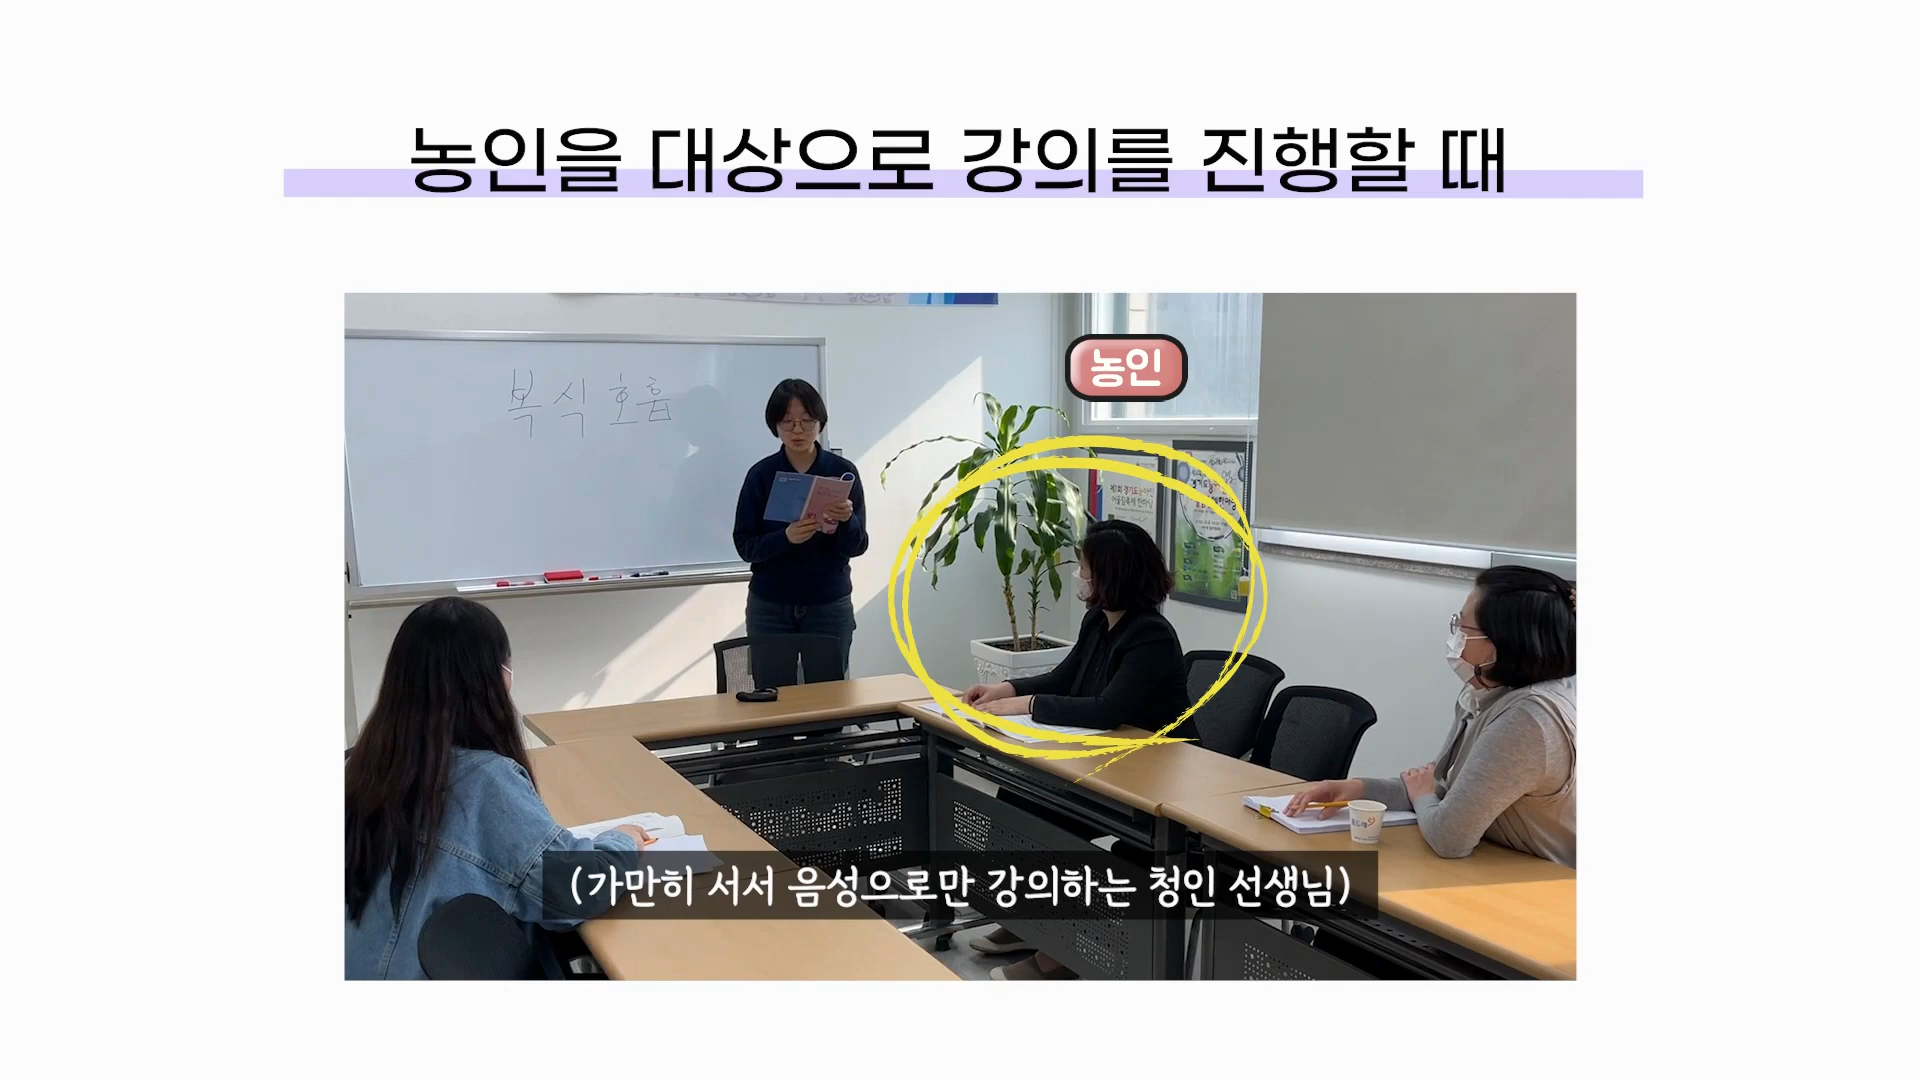 농인을 대상으로 강의를 진행할 때
복식호흡
농인
(가만히 서서 음성으로만 강의하는 청인 선생님)